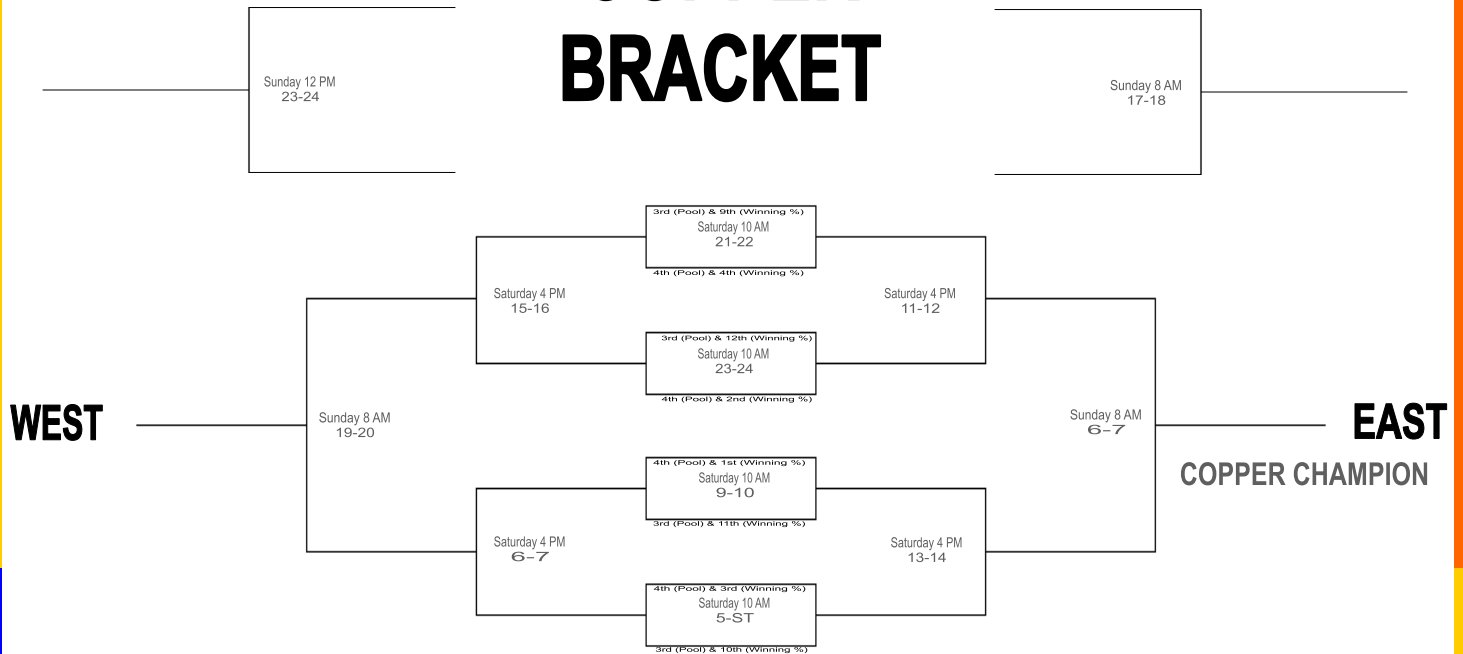 BRACKET
Sunday 12 PM
23-24
Sunday 8 AM
17-18
3rd (Pool) & 9th (Winning %)
Saturday 10 AM
21-22
4th (Pool) & 4th (Winning %)
Saturday 4 PM
15-16
Saturday 4 PM
11-12
3rd (Pool) & 12th (Winning %)
Saturday 10 AM
23-24
4th (Pool) & 2nd (Winning %)
WEST
Sunday 8 AM
19-20
Sunday 8 AM
6-7
EAST
COPPER CHAMPION
4th (Pool) & 1st (Winning %)
Saturday 10 AM
9-10
3rd (Pool) & 11th (Winning %)
Saturday 4 PM
6-7
Saturday 4 PM
13-14
4th (Pool) & 3rd (Winning %)
Saturday 10 AM
5-ST
3rd (Pool) & 10th (Winning %)